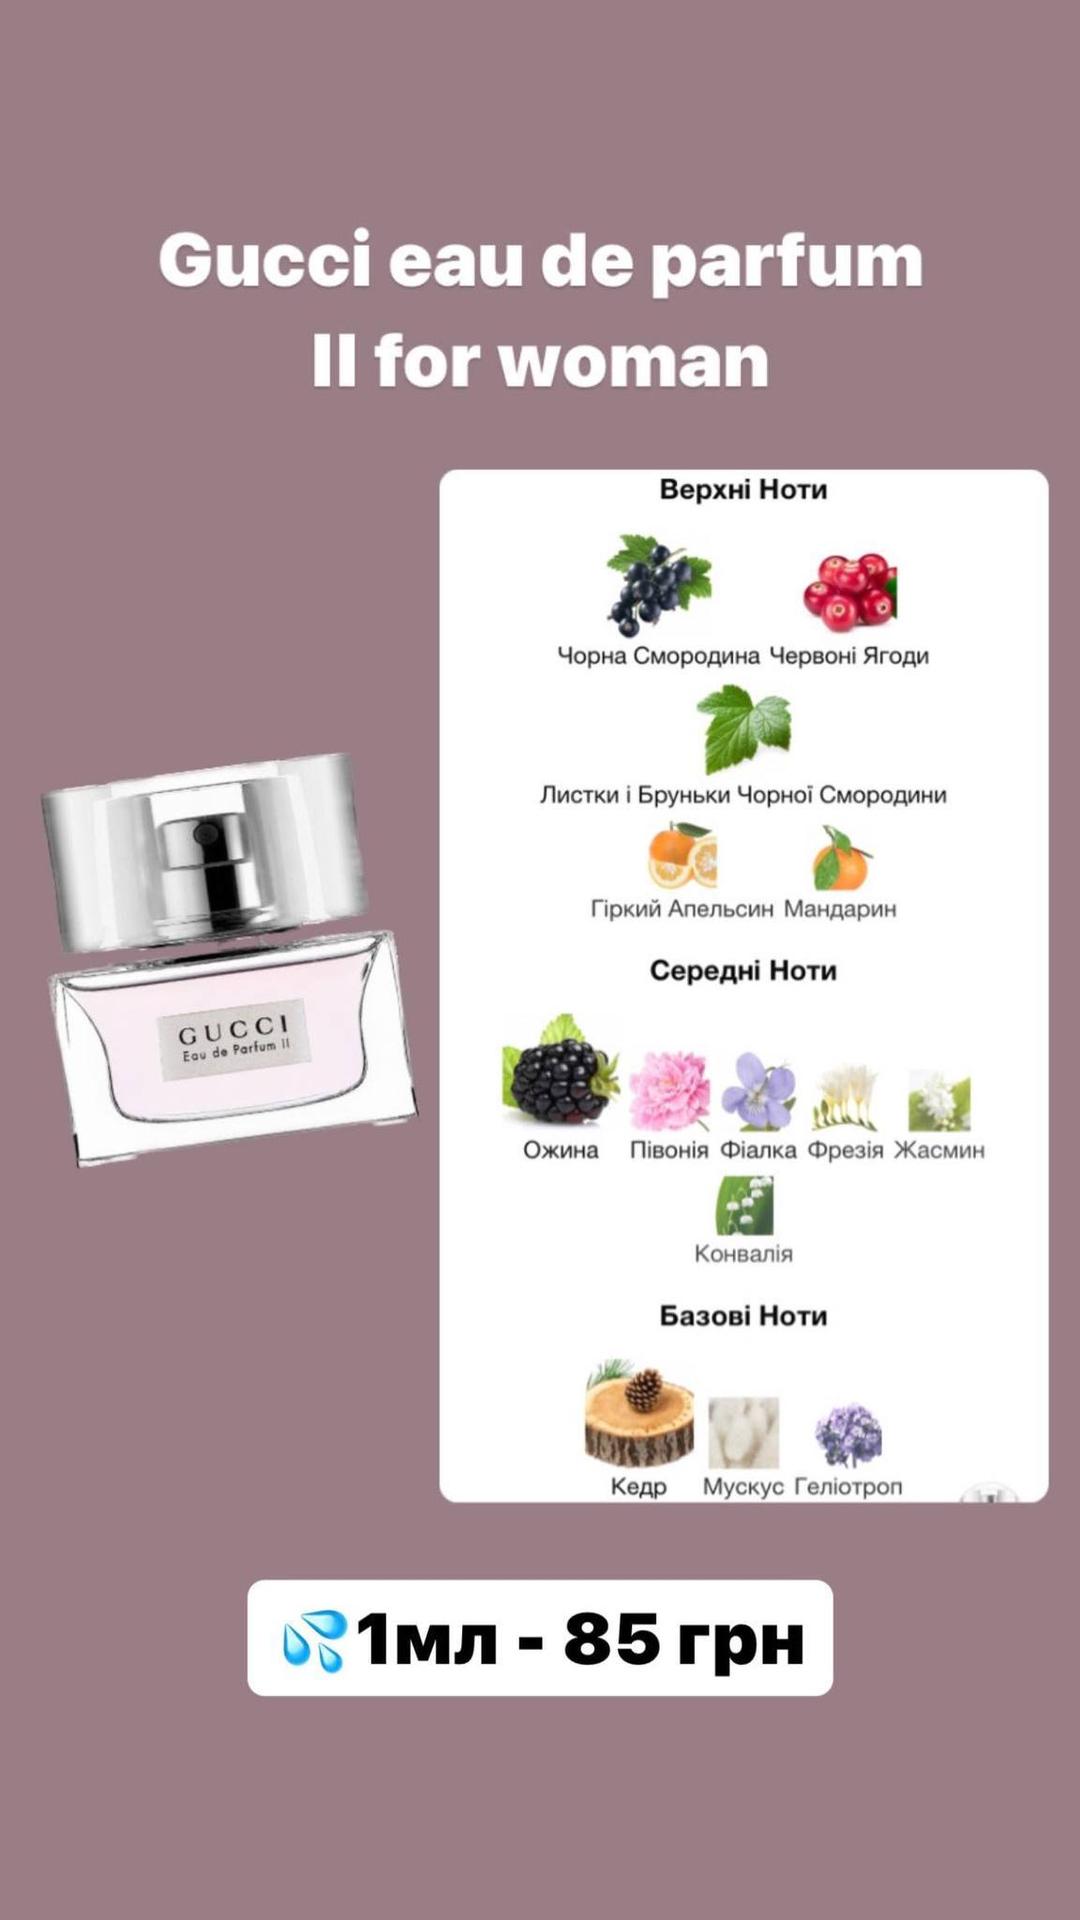 Gucci eau de parfum
II for woman
Верхні Ноти
Чорна Смородина Червоні Ягоди
Листки і Бруньки Чорної Смородини
Гіркий Апельсин Мандарин
Середні Ноти
GUCCI
Eau de Parfum II
Ожина Півонія Фіалка Фрезія Жасмин
Конвалія
Базові Ноти
Кедр Мускус Геліотроп
💦1мл - 85 грн